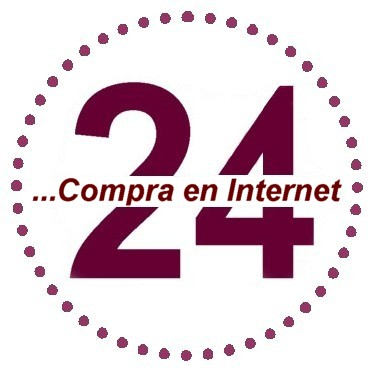 24
...Compra en Internet